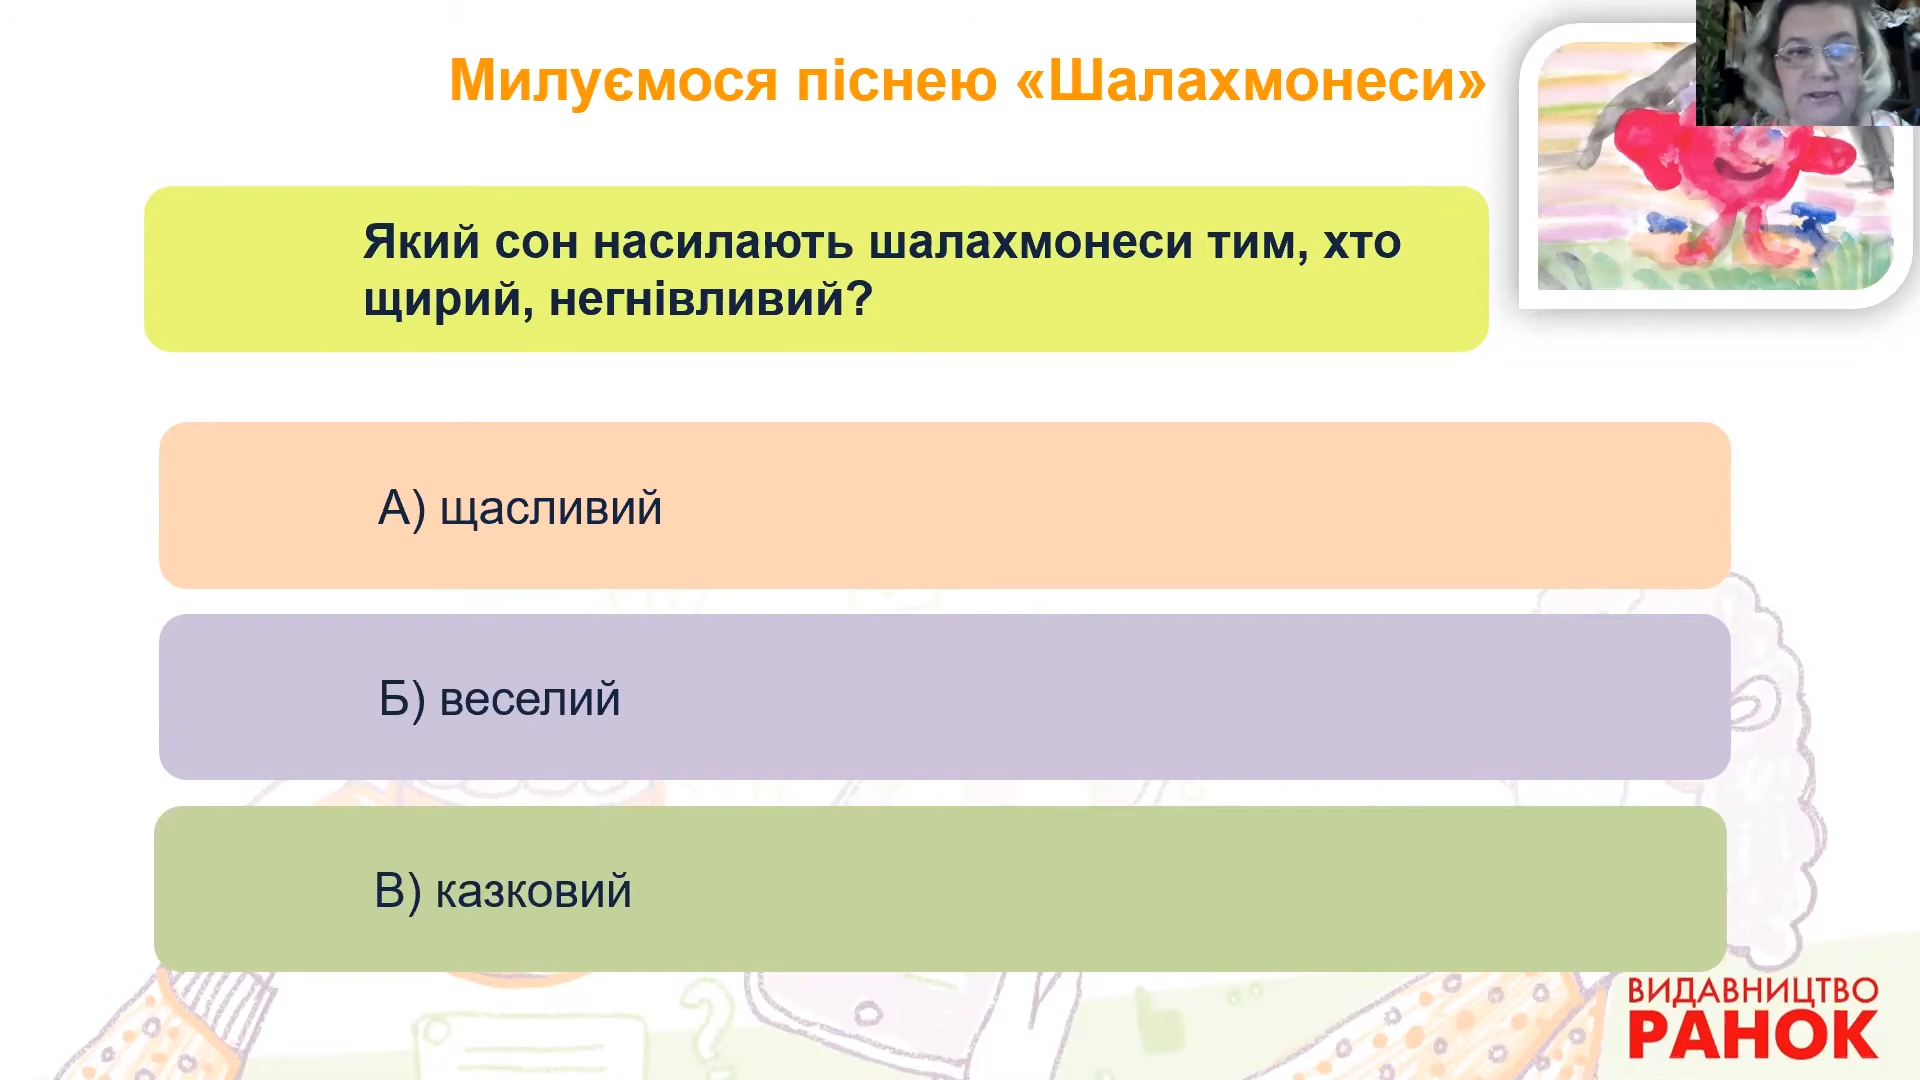 Милуємося піснею «Шалахмонеси»
Який сон насилають шалахмонеси тим, хто
щирий, негнівливий?
А) щасливий
Б) веселий
В) казковий
ВИДАВНИЦТВО
РАНОК